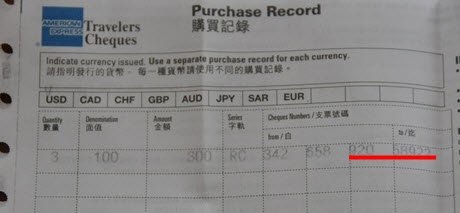 Purchase Record
AMERICAN EXPRESS
Travelers Cheques
購買記錄
Indicate currency issued. Use a separate purchase record for each currency.
請指明發行的貨幣，每一種貨幣請使用不同的購買記錄。
USD CAD CHF GBP AUD JPY SAR EUR
Quantity Denomination Amount Series Cheques Numbers / 支票號碼
數量 面值 金額 字軌 from / 自 to / 迄
3 100 300 RC 342 658 920 58922